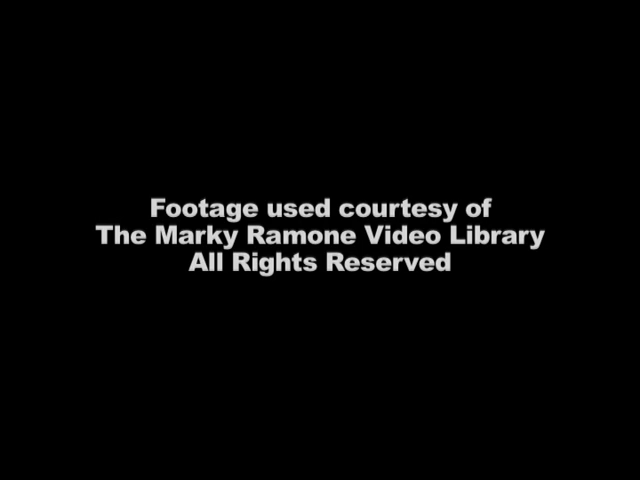 Footage used courtesy of
The Marky Ramone Video Library
All Rights Reserved